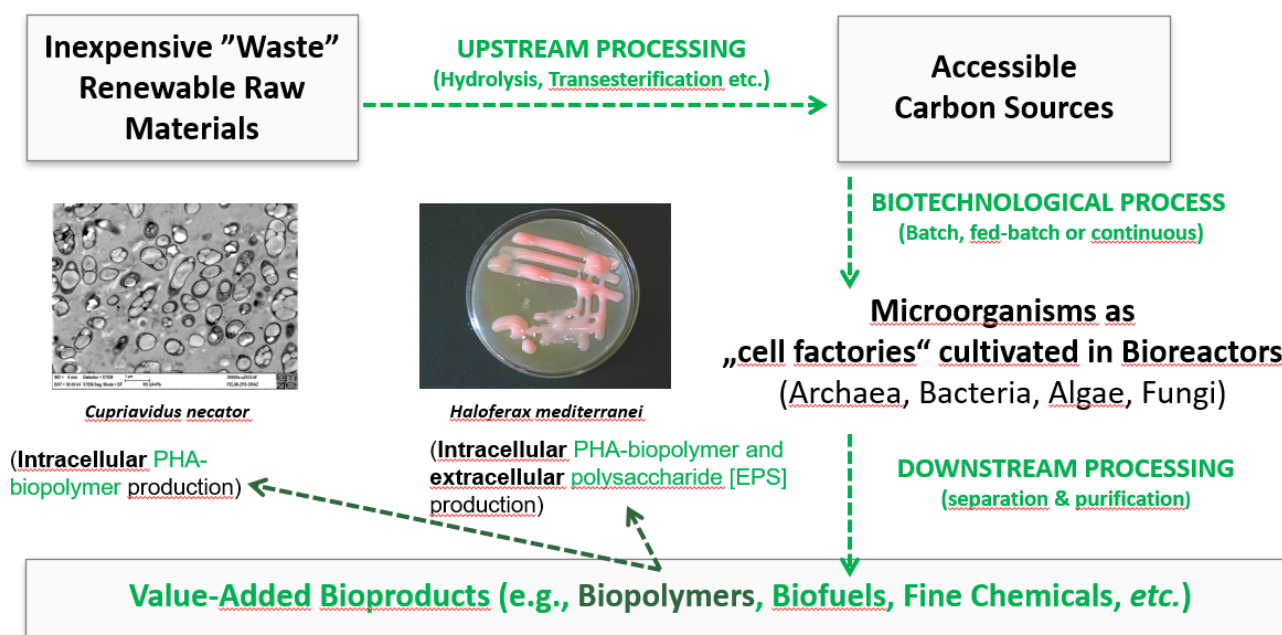 Inexpensive ”Waste”
Renewable Raw
Materials
UPSTREAM PROCESSING
(Hydrolysis, Transesterification etc.)
Accessible
Carbon Sources
BIOTECHNOLOGICAL PROCESS
(Batch, fed-batch or continuous)
Microorganisms as
„cell factories“ cultivated in Bioreactors
(Archaea, Bacteria, Algae, Fungi)
Cupriavidus necator
(Intracellular PHA-
biopolymer production)
Haloferax mediterranei
(Intracellular PHA-biopolymer and
extracellular polysaccharide [EPS]
production)
DOWNSTREAM PROCESSING
(separation & purification)
Value-Added Bioproducts (e.g., Biopolymers, Biofuels, Fine Chemicals, etc.)